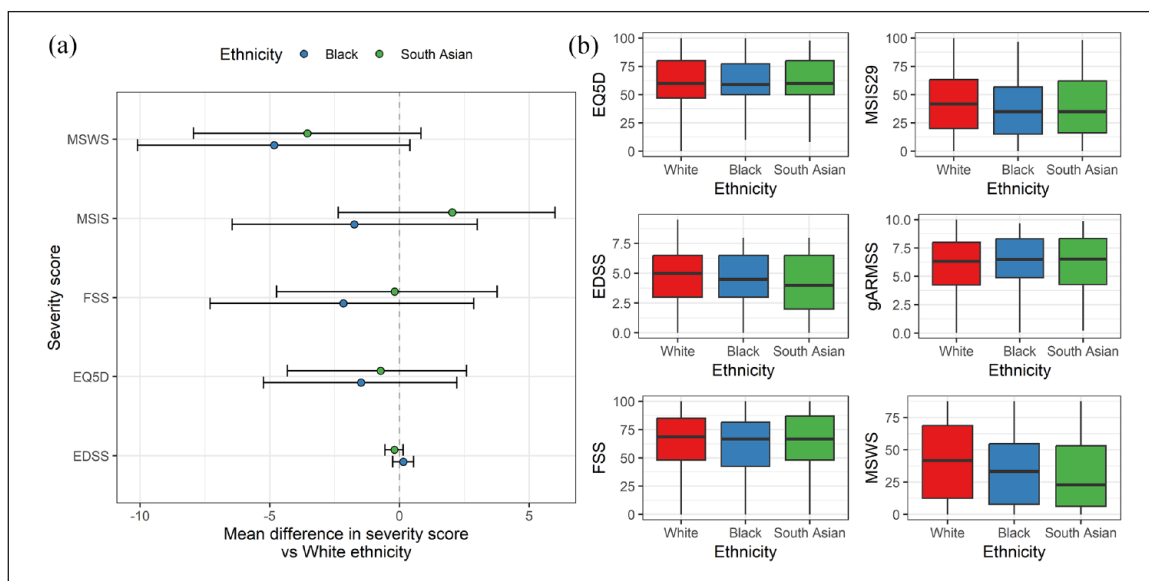 (a)
Ethnicity Black South Asian
Severity score
MSWS
MSIS
FSS
EQ5D
EDSS
-10 -5 0 5
Mean difference in severity score
vs White ethnicity
(b)
EQ5D
100
75
50
25
0
White Black South Asian
Ethnicity
MSIS29
100
75
50
25
0
White Black South Asian
Ethnicity
EDSS
7.5
5.0
2.5
0.0
White Black South Asian
Ethnicity
gARMSS
10.0
7.5
5.0
2.5
0.0
White Black South Asian
Ethnicity
FSS
100
75
50
25
0
White Black South Asian
Ethnicity
MSWS
75
50
25
0
White Black South Asian
Ethnicity